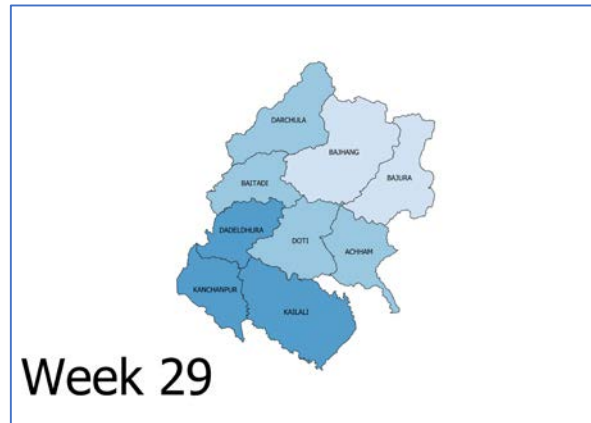 DARCHULA
BAJHANG
BAJURA
BAITADI
DADELDHURA
DOTI
ACHHAM
KANCHANPUR
KAILALI
Week 29